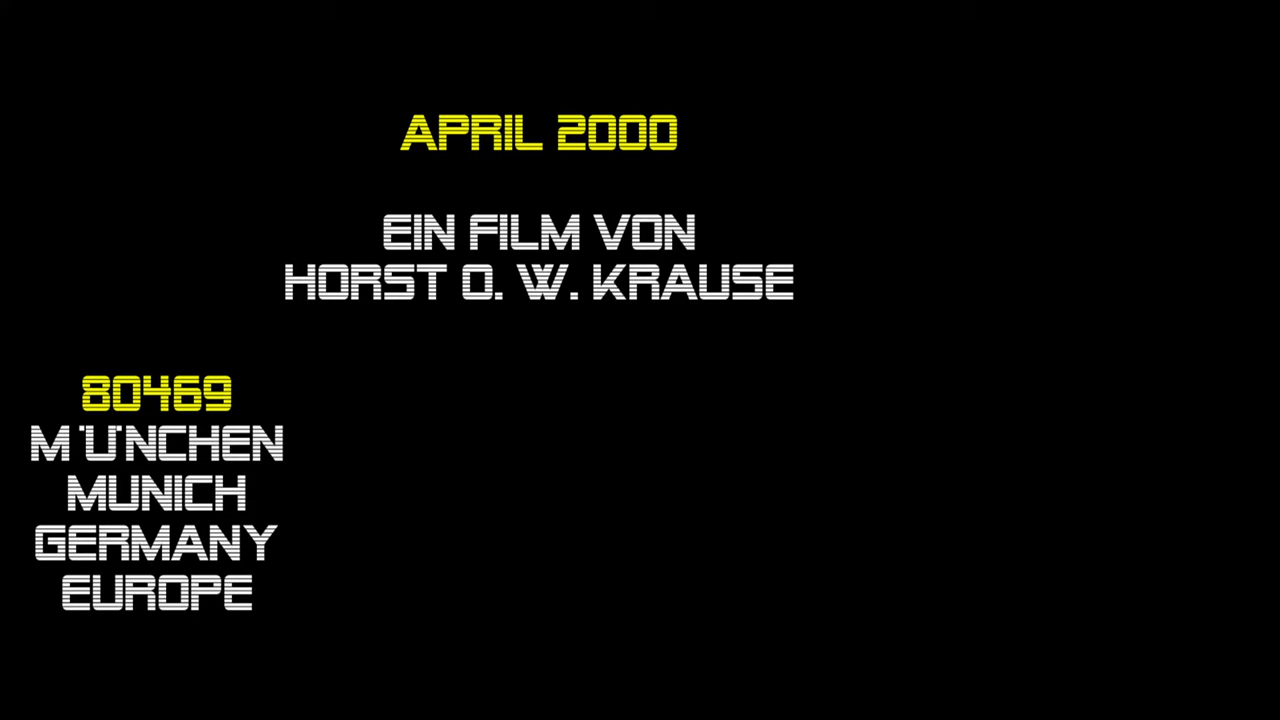 APRIL 2000
EIN FILM VON
HORST O. W. KRAUSE
80469
MÜNCHEN
MUNICH
GERMANY
EUROPE